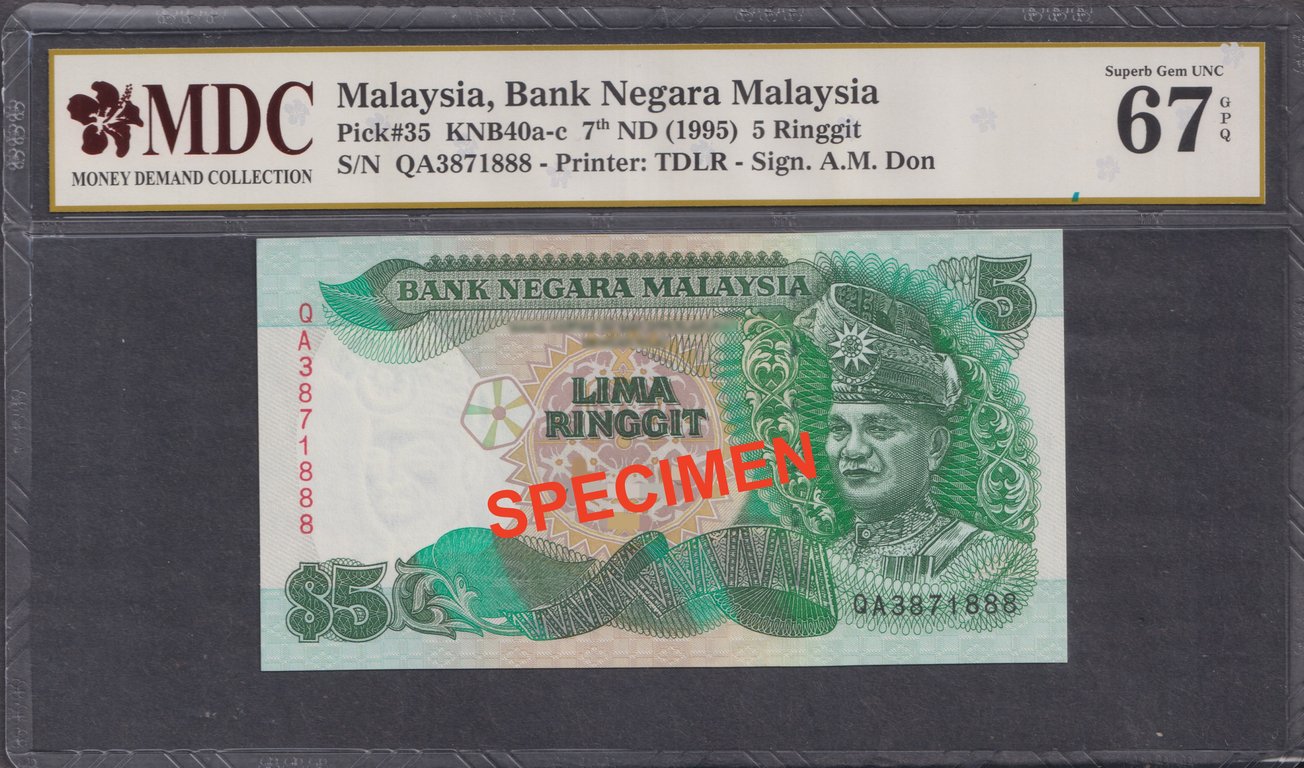 MDC
MONEY DEMAND COLLECTION
Malaysia, Bank Negara Malaysia
Pick#35 KNB40a-c 7th ND (1995) 5 Ringgit
S/N QA3871888 - Printer: TDLR - Sign. A.M. Don
Superb Gem UNC
67
GPQ
BANK NEGARA MALAYSIA
5
QA3871888
LIMA
RINGGIT
SPECIMEN
$5
QA3871888